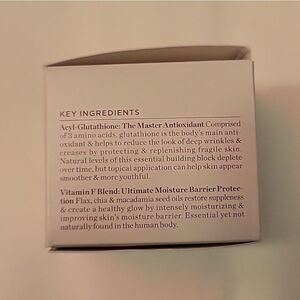 KEY INGREDIENTS
Acyl-Glutathione: The Master Antioxidant Comprised
of 3 amino acids, glutathione is the body's main anti-
oxidant & helps to reduce the look of deep wrinkles &
creases by protecting & replenishing fragile skin.
Natural levels of this essential building block deplete
over time, but topical application can help skin appear
smoother & more youthful.
Vitamin F Blend: Ultimate Moisture Barrier Protec-
tion Flax, chia & macadamia seed oils restore suppleness
& create a healthy glow by intensely moisturizing &
improving skin's moisture barrier. Essential yet not
naturally found in the human body.